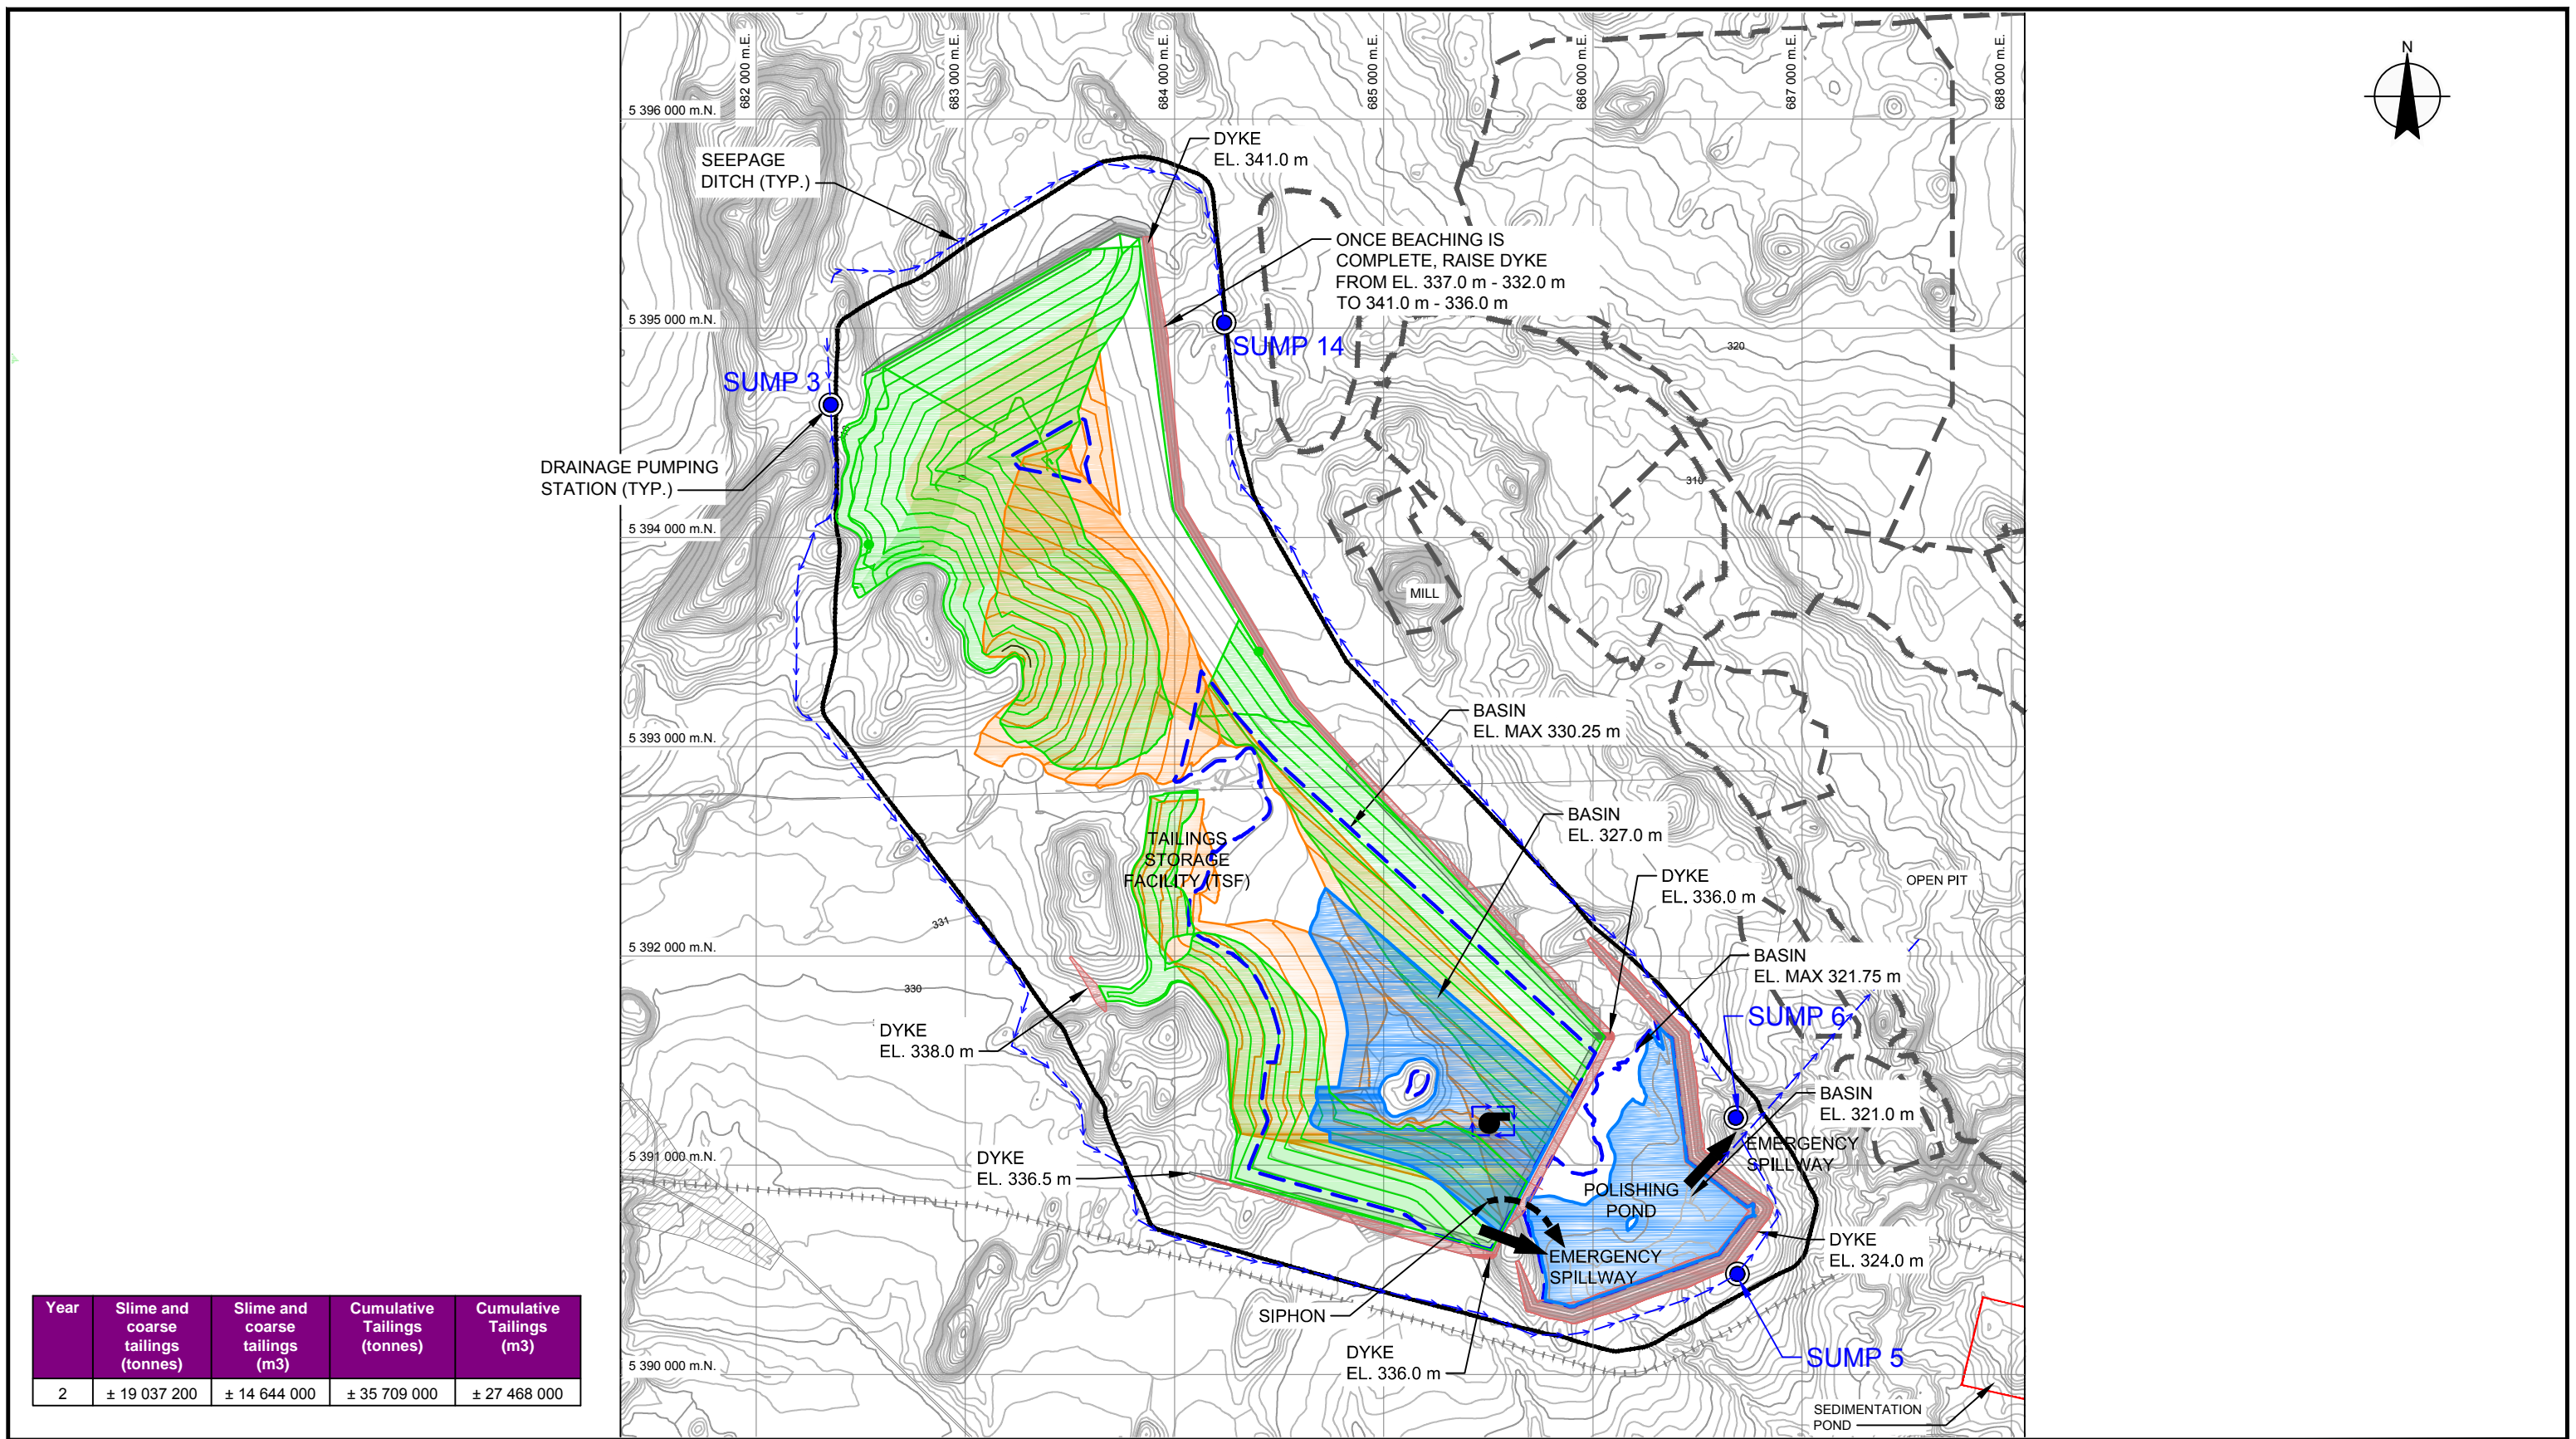 682 000 m.E.
683 000 m.E.
684 000 m.E.
685 000 m.E.
686 000 m.E.
687 000 m.E.
688 000 m.E.
N
5 396 000 m.N.
DYKE
EL. 341.0 m
SEEPAGE
DITCH (TYP.)
ONCE BEACHING IS
COMPLETE, RAISE DYKE
FROM EL. 337.0 m - 332.0 m
TO 341.0 m - 336.0 m
5 395 000 m.N.
SUMP 14
320
SUMP 3
DRAINAGE PUMPING
STATION (TYP.)
310
5 394 000 m.N.
MILL
BASIN
EL. MAX 330.25 m
5 393 000 m.N.
BASIN
EL. 327.0 m
TAILINGS
STORAGE
FACILITY (TSF)
DYKE
EL. 336.0 m
OPEN PIT
331
5 392 000 m.N.
BASIN
EL. MAX 321.75 m
330
SUMP 6
DYKE
EL. 338.0 m
BASIN
EL. 321.0 m
EMERGENCY
SPILLWAY
5 391 000 m.N.
DYKE
EL. 336.5 m
POLISHING
POND
DYKE
EL. 324.0 m
EMERGENCY
SPILLWAY
SIPHON
DYKE
EL. 336.0 m
SUMP 5
5 390 000 m.N.
SEDIMENTATION
POND
Year
Slime and
coarse
tailings
(tonnes)
Slime and
coarse
tailings
(m3)
Cumulative
Tailings
(tonnes)
Cumulative
Tailings
(m3)
2
± 19 037 200
± 14 644 000
± 35 709 000
± 27 468 000